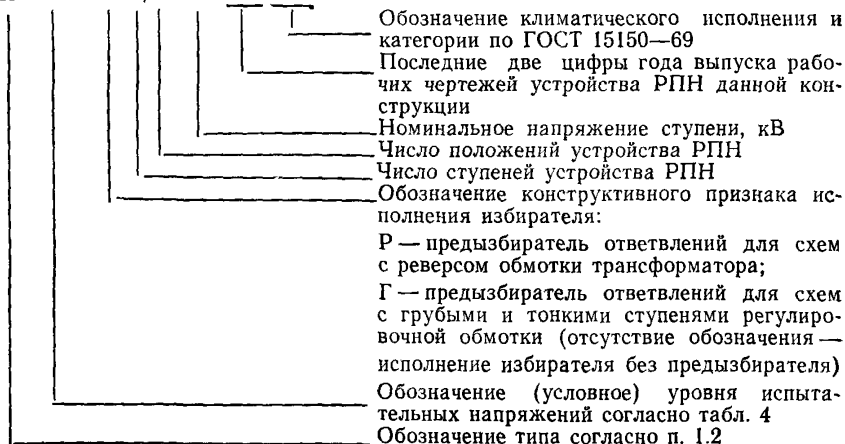 Обозначение климатического исполнения и
категории по ГОСТ 15150—69
Последние две цифры года выпуска рабо-
чих чертежей устройства РПН данной кон-
струкции
Номинальное напряжение ступени, кВ
Число положений устройства РПН
Число ступеней устройства РПН
Обозначение конструктивного признака ис-
полнения избирателя:
Р — предызбиратель ответвлений для схем
с реверсом обмотки трансформатора;
Г — предызбиратель ответвлений для схем
с грубыми и тонкими ступенями регулиро-
вочной обмотки (отсутствие обозначения —
исполнение избирателя без предызбирателя)
Обозначение (условное) уровня испыта-
тельных напряжений согласно табл. 4
Обозначение типа согласно п. 1.2